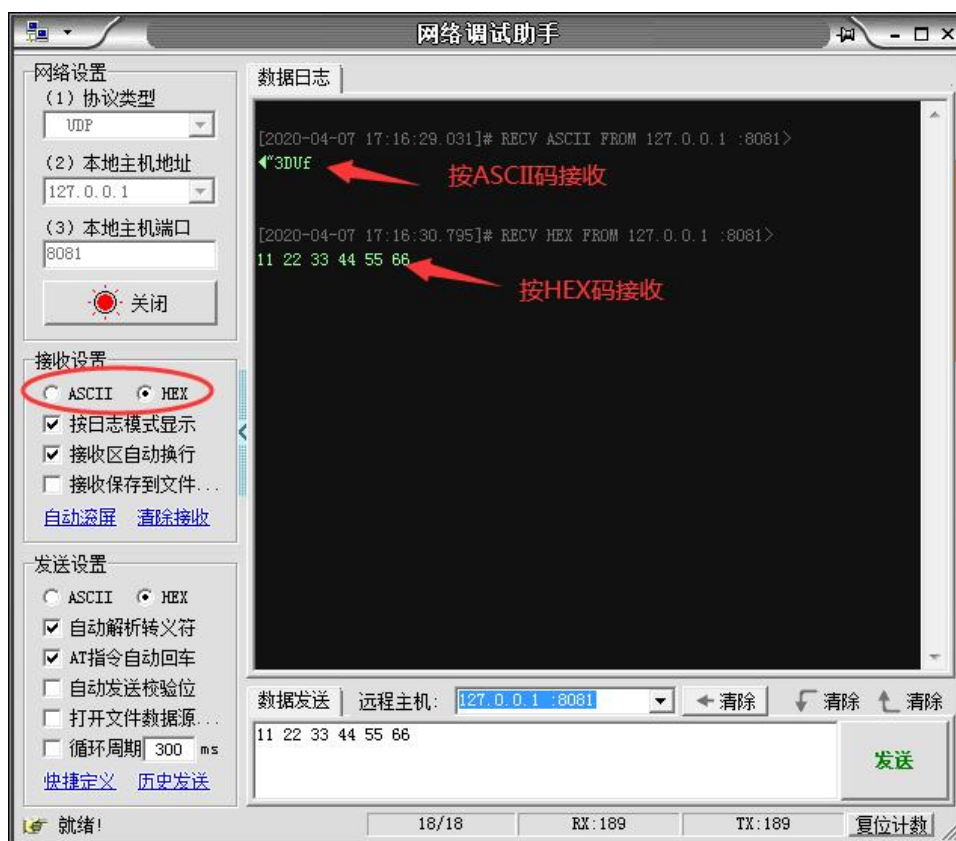 网络调试助手
网络设置
(1) 协议类型
UDP
(2) 本地主机地址
127.0.0.1
(3) 本地主机端口
8081
关闭
接收设置
ASCII HEX
按日志模式显示
接收区自动换行
接收保存到文件...
自动滚屏 清除接收
发送设置
ASCII HEX
自动解析转义符
AT指令自动回车
自动发送校验位
打开文件数据源...
循环周期 300 ms
快捷定义 历史发送
数据日志
[2020-04-07 17:16:29.031]# RECV ASCII FROM 127.0.0.1 :8081>
◄"3DUf
按ASCII码接收
[2020-04-07 17:16:30.795]# RECV HEX FROM 127.0.0.1 :8081>
11 22 33 44 55 66
按HEX码接收
数据发送 远程主机: 127.0.0.1 :8081 清除 清除 清除
11 22 33 44 55 66
发送
就绪! 18/18 RX:189 TX:189 复位计数